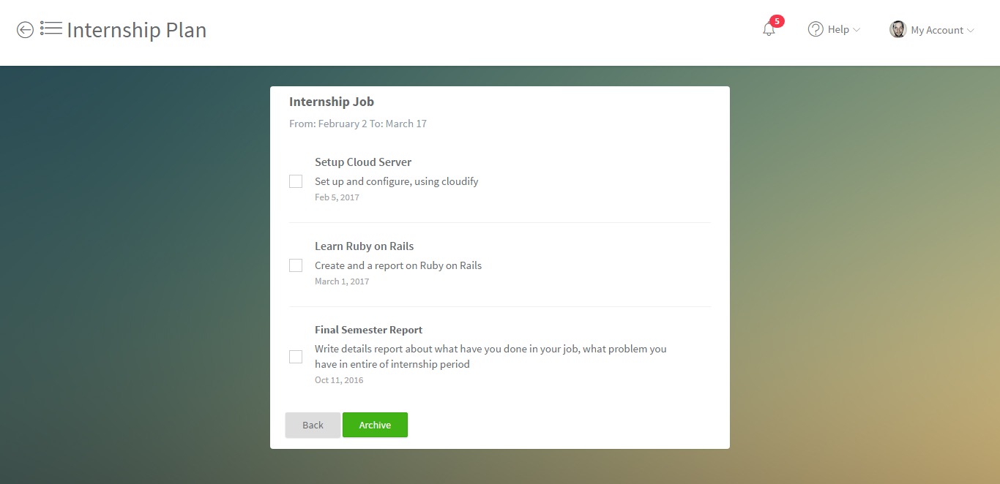 Internship Plan
5
Help
My Account
Internship Job
From: February 2 To: March 17
Setup Cloud Server
Set up and configure, using cloudify
Feb 5, 2017
Learn Ruby on Rails
Create and a report on Ruby on Rails
March 1, 2017
Final Semester Report
Write details report about what have you done in your job, what problem you
have in entire of internship period
Oct 11, 2016
Back
Archive